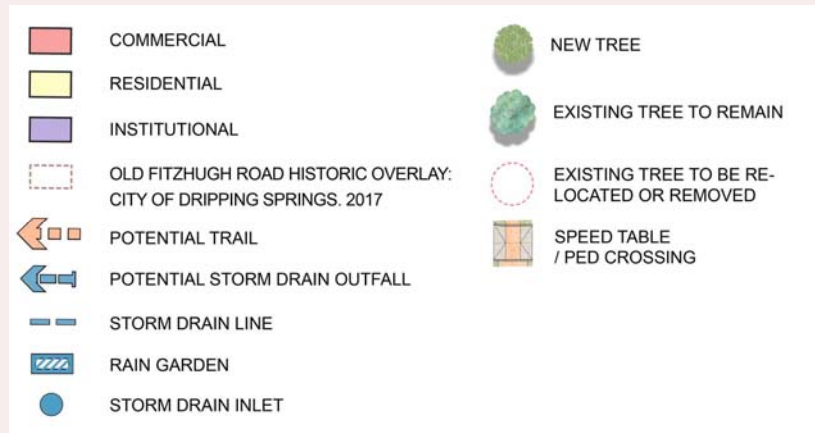 COMMERCIAL
RESIDENTIAL
INSTITUTIONAL
OLD FITZHUGH ROAD HISTORIC OVERLAY:
CITY OF DRIPPING SPRINGS. 2017
POTENTIAL TRAIL
POTENTIAL STORM DRAIN OUTFALL
STORM DRAIN LINE
RAIN GARDEN
STORM DRAIN INLET
NEW TREE
EXISTING TREE TO REMAIN
EXISTING TREE TO BE RE-
LOCATED OR REMOVED
SPEED TABLE
/ PED CROSSING